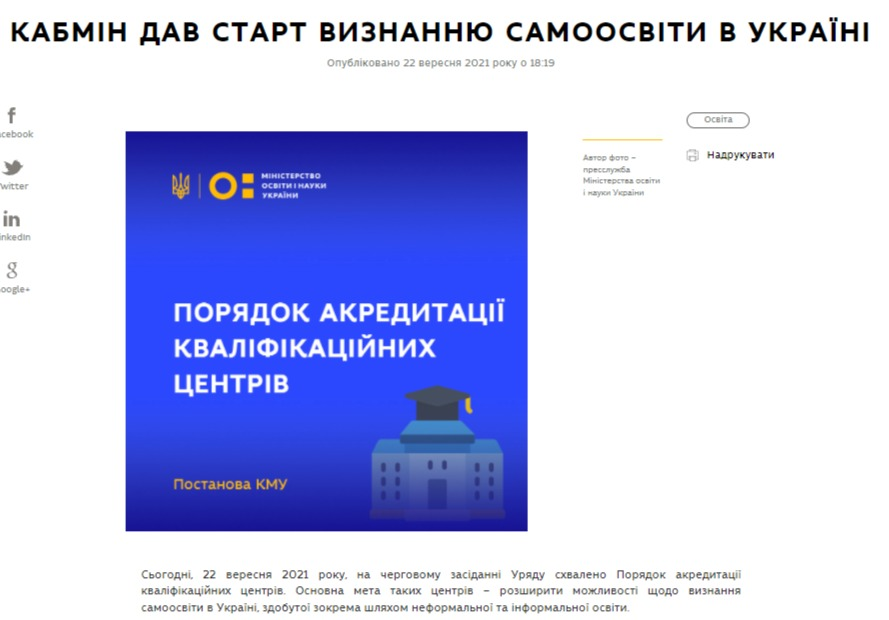 КАБМІН ДАВ СТАРТ ВИЗНАННЮ САМООСВІТИ В УКРАЇНІ
Опубліковано 22 вересня 2021 року о 18:19
Освіта
Надрукувати
acebook
witter
inkedin
oogle+
Автор фото –
пресслужба
Міністерства освіти
і науки України
МІНІСТЕРСТВО
ОСВІТИ І НАУКИ
УКРАЇНИ
ПОРЯДОК АКРЕДИТАЦІЇ
КВАЛІФІКАЦІЙНИХ
ЦЕНТРІВ
Постанова КМУ
Сьогодні, 22 вересня 2021 року, на черговому засіданні Уряду схвалено Порядок акредитації
кваліфікаційних центрів. Основна мета таких центрів – розширити можливості щодо визнання
самоосвіти в Україні, здобутої зокрема шляхом неформальної та інформальної освіти.